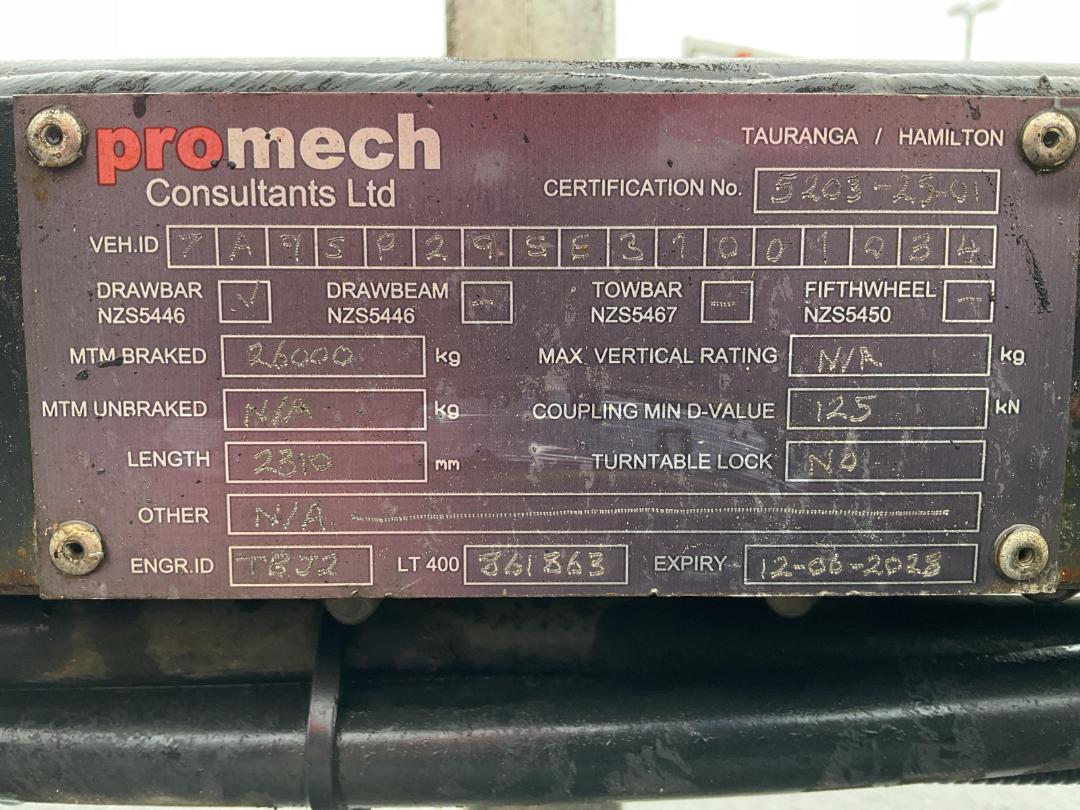 promech
Consultants Ltd
TAURANGA / HAMILTON
CERTIFICATION No. 5203-25-01
VEH.ID 7A9SP29SE31001034
DRAWBAR NZS5446 ✓ DRAWBEAM NZS5446 - TOWBAR NZS5467 - FIFTHWHEEL NZS5450 -
MTM BRAKED 26000 kg MAX VERTICAL RATING N/A kg
MTM UNBRAKED N/A kg COUPLING MIN D-VALUE 125 kN
LENGTH 2310 mm TURNTABLE LOCK NO
OTHER N/A
ENGR.ID TBJ2 LT 400 861863 EXPIRY 12-06-2028